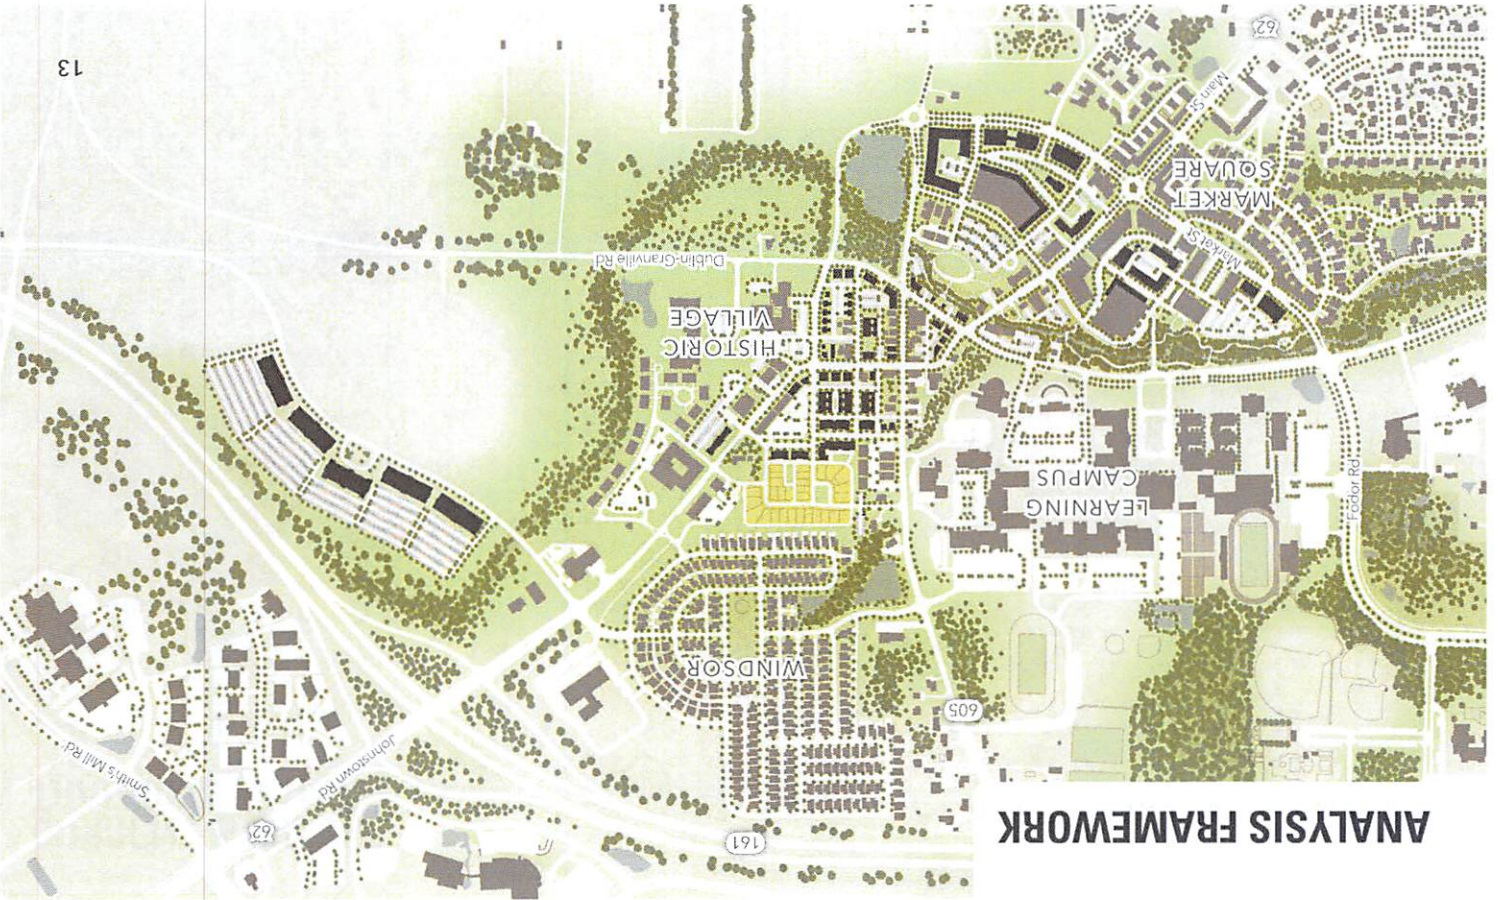 ANALYSIS FRAMEWORK
161
62
Johnstown Rd
Smith's Mill Rd
605
WINDSOR
Fodor Rd
LEARNING
CAMPUS
HISTORIC
VILLAGE
Dublin-Granville Rd
Market St
MARKET
SQUARE
Main St
62
13